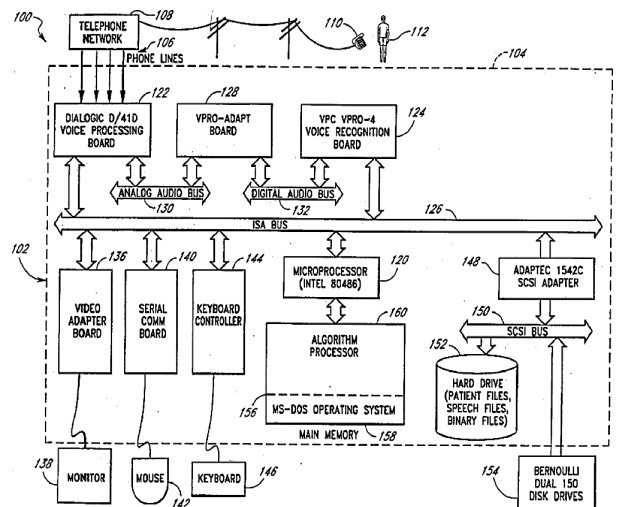 100
108
TELEPHONE
NETWORK
106
PHONE LINES
110
112
104
122
DIALOGIC D/41D
VOICE PROCESSING
BOARD
128
VPRO-ADAPT
BOARD
124
VPC VPRO-4
VOICE RECOGNITION
BOARD
ANALOG AUDIO BUS
130
DIGITAL AUDIO BUS
132
126
ISA BUS
102
136
VIDEO
ADAPTER
BOARD
140
SERIAL
COMM
BOARD
144
KEYBOARD
CONTROLLER
120
MICROPROCESSOR
(INTEL 80486)
148
ADAPTEC 1542C
SCSI ADAPTER
160
ALGORITHM
PROCESSOR
156
MS-DOS OPERATING SYSTEM
MAIN MEMORY
158
150
SCSI BUS
152
HARD DRIVE
(PATIENT FILES,
SPEECH FILES,
BINARY FILES)
MONITOR
138
MOUSE
142
KEYBOARD
146
154
BERNOULLI
DUAL 150
DISK DRIVES